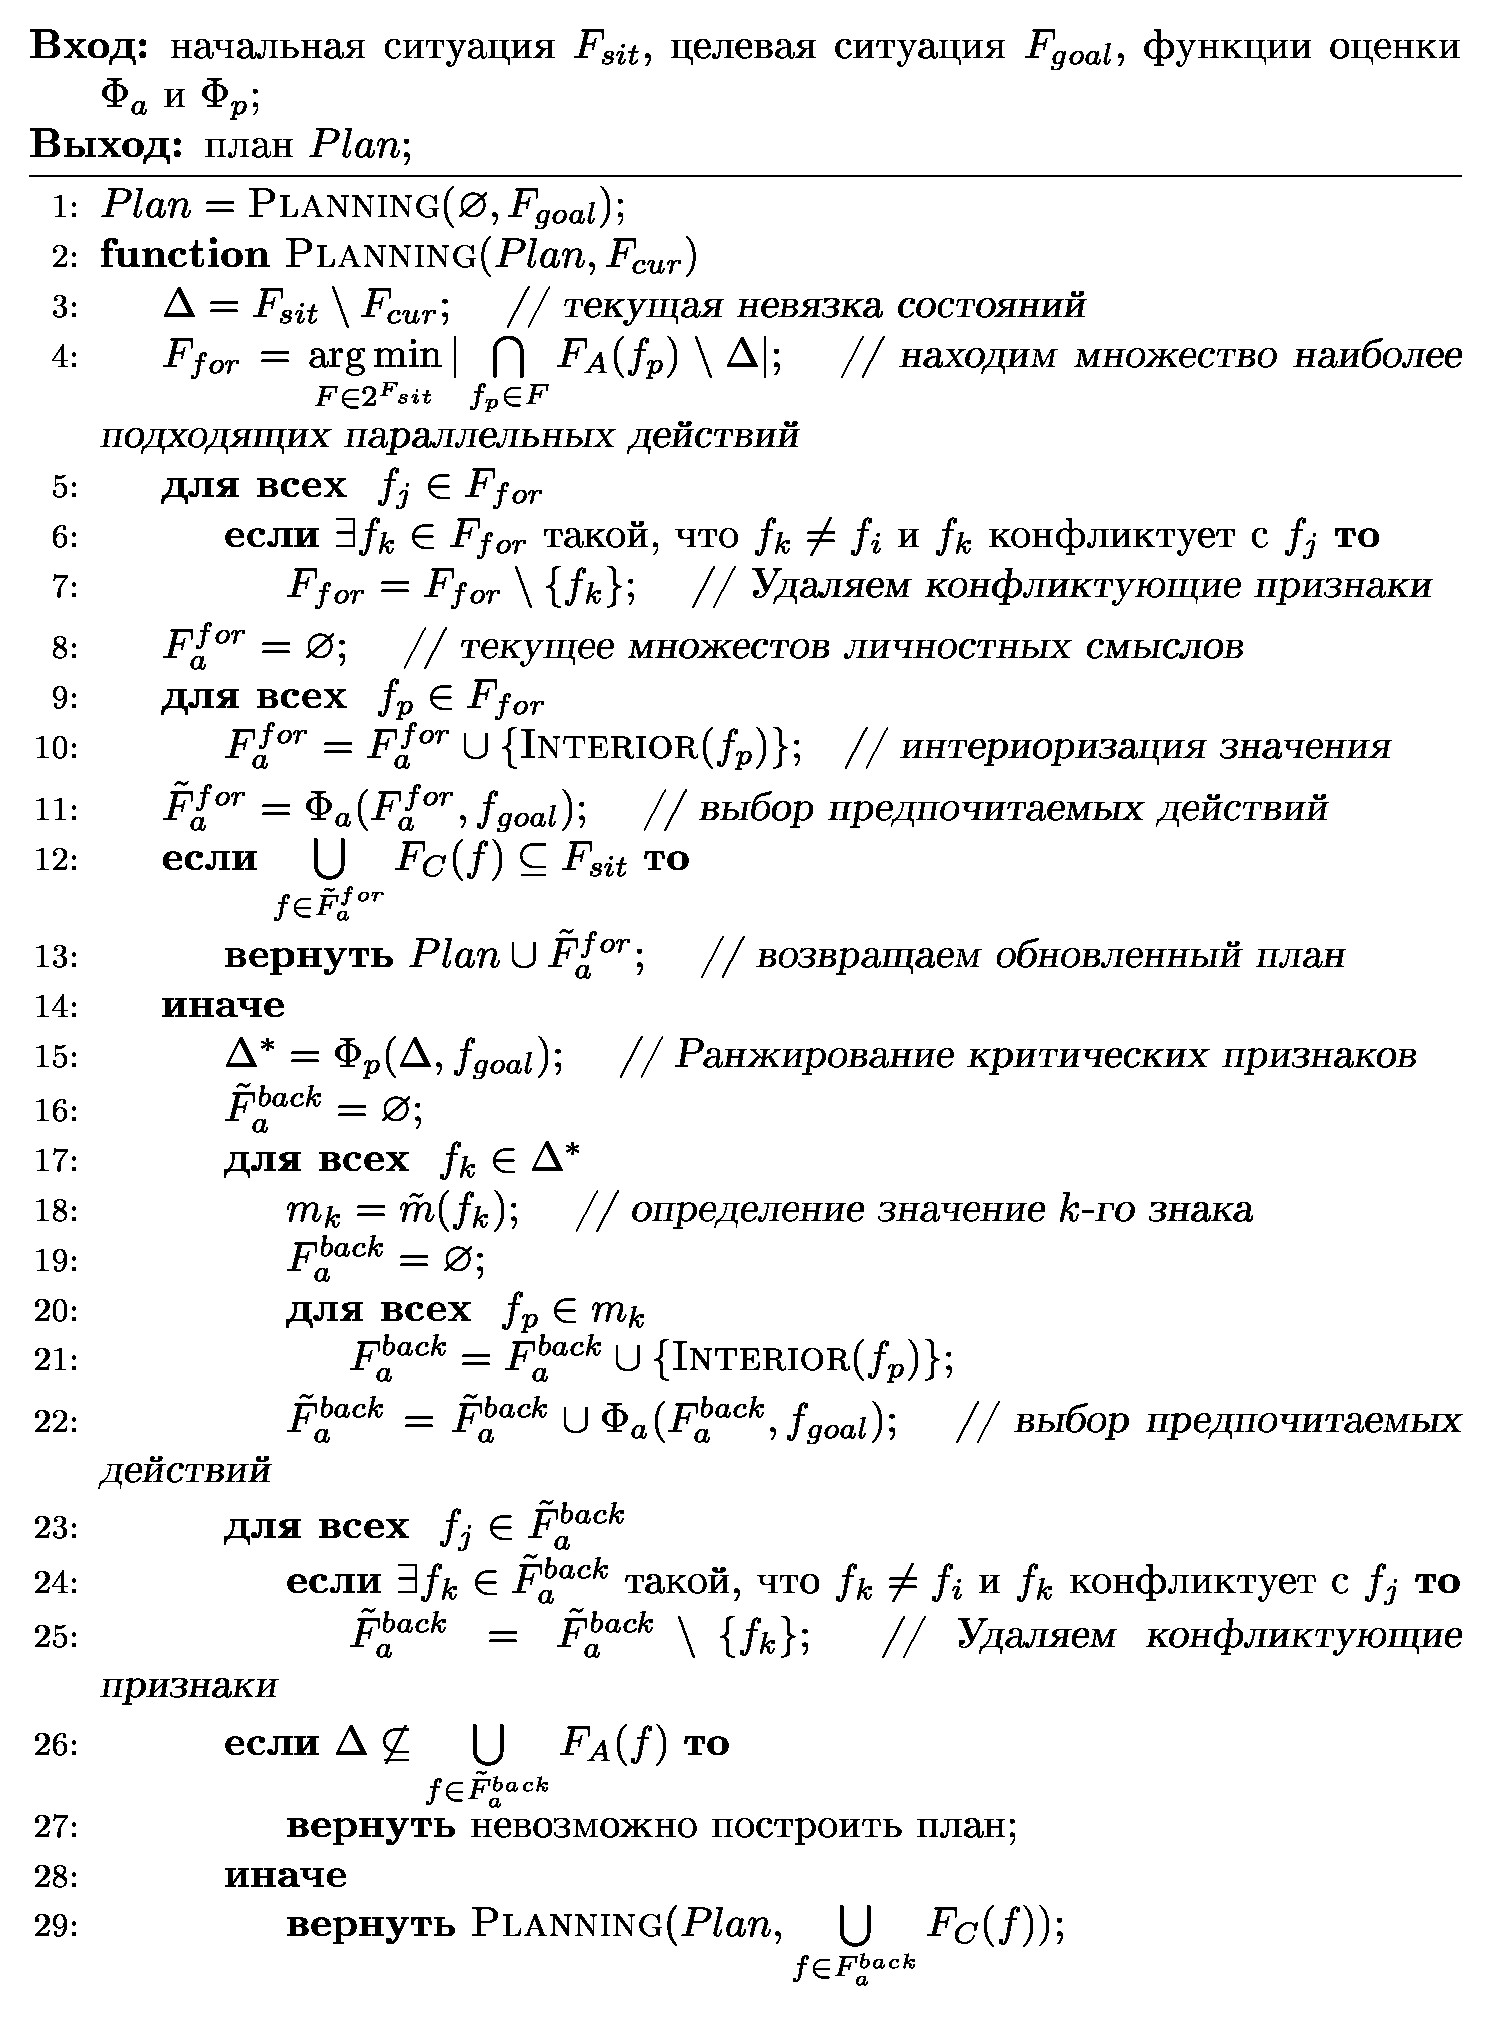 Вход: начальная ситуация $F_{sit}$, целевая ситуация $F_{goal}$, функции оценки
$\Phi_a$ и $\Phi_p$;
Выход: план $Plan$;
1: $Plan = \text{Planning}(\varnothing, F_{goal})$;
2: function $\text{Planning}(Plan, F_{cur})$
3: $\Delta = F_{sit} \setminus F_{cur}$; // текущая невязка состояний
4: $F_{for} = \underset{F \in 2^{F_{sit}}}{\arg\min} | \bigcap_{f_p \in F} F_A(f_p) \setminus \Delta|$; // находим множество наиболее
подходящих параллельных действий
5: для всех $f_j \in F_{for}$
6: если $\exists f_k \in F_{for}$ такой, что $f_k \neq f_i$ и $f_k$ конфликтует с $f_j$ то
7: $F_{for} = F_{for} \setminus \{f_k\}$; // Удаляем конфликтующие признаки
8: $F_a^{for} = \varnothing$; // текущее множестов личностных смыслов
9: для всех $f_p \in F_{for}$
10: $F_a^{for} = F_a^{for} \cup \{\text{Interior}(f_p)\}$; // интериоризация значения
11: $\tilde{F}_a^{for} = \Phi_a(F_a^{for}, f_{goal})$; // выбор предпочитаемых действий
12: если $\bigcup_{f \in \tilde{F}_a^{for}} F_C(f) \subseteq F_{sit}$ то
13: вернуть $Plan \cup \tilde{F}_a^{for}$; // возвращаем обновленный план
14: иначе
15: $\Delta^* = \Phi_p(\Delta, f_{goal})$; // Ранжирование критических признаков
16: $\tilde{F}_a^{back} = \varnothing$;
17: для всех $f_k \in \Delta^*$
18: $m_k = \tilde{m}(f_k)$; // определение значение k-го знака
19: $F_a^{back} = \varnothing$;
20: для всех $f_p \in m_k$
21: $F_a^{back} = F_a^{back} \cup \{\text{Interior}(f_p)\}$;
22: $\tilde{F}_a^{back} = \tilde{F}_a^{back} \cup \Phi_a(F_a^{back}, f_{goal})$; // выбор предпочитаемых
действий
23: для всех $f_j \in \tilde{F}_a^{back}$
24: если $\exists f_k \in \tilde{F}_a^{back}$ такой, что $f_k \neq f_i$ и $f_k$ конфликтует с $f_j$ то
25: $\tilde{F}_a^{back} = \tilde{F}_a^{back} \setminus \{f_k\}$; // Удаляем конфликтующие
признаки
26: если $\Delta \not\subseteq \bigcup_{f \in \tilde{F}_a^{back}} F_A(f)$ то
27: вернуть невозможно построить план;
28: иначе
29: вернуть $\text{Planning}(Plan, \bigcup_{f \in F_a^{back}} F_C(f))$;